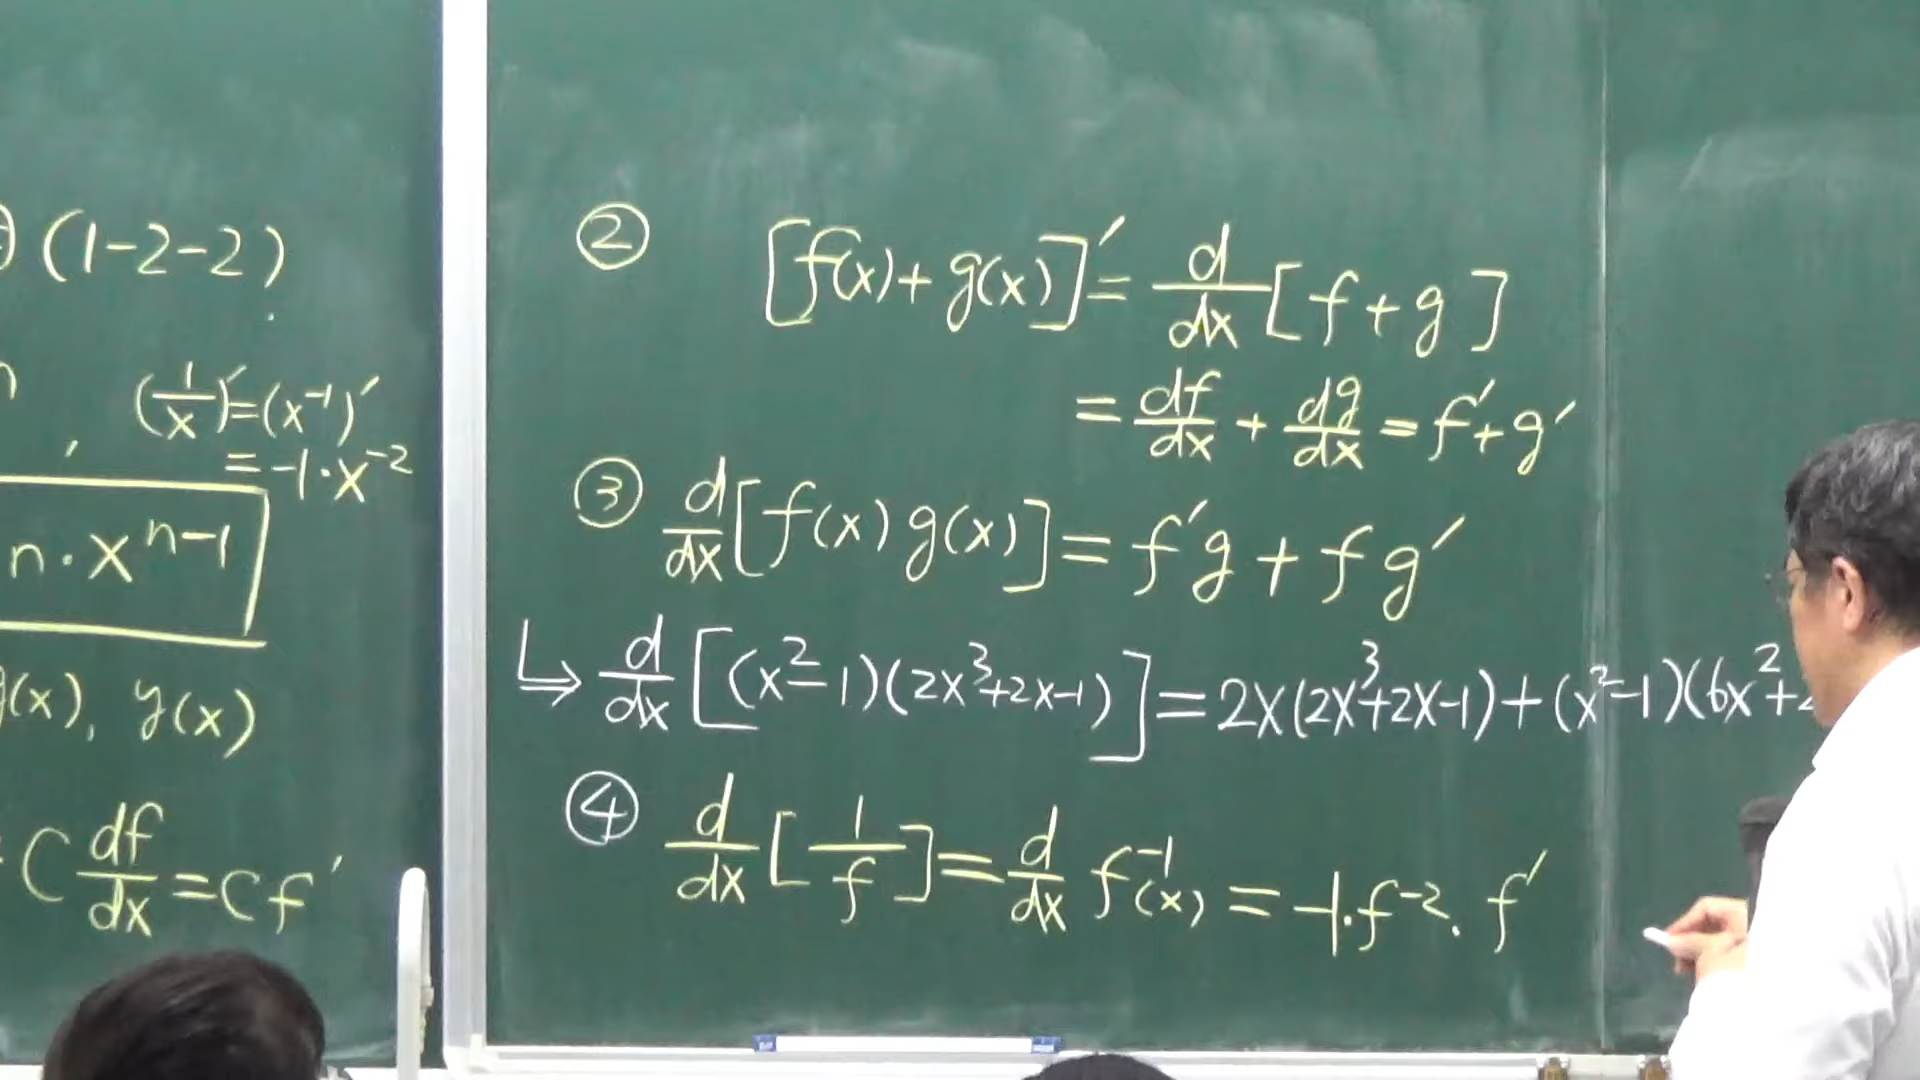 (1-2-2)
n , (1/x)′=(x⁻¹)′
= -1·x⁻²
n·xⁿ⁻¹
(x), y(x)
C df/dx = cf′
② [f(x)+g(x)]′ = d/dx [f+g]
= df/dx + dg/dx = f′+g′
③ d/dx [f(x)g(x)] = f′g + fg′
↳ d/dx [(x²-1)(2x³+2x-1)] = 2x(2x³+2x-1)+(x²-1)(6x²+
④ d/dx [1/f] = d/dx f⁻¹(x) = -1·f⁻²·f′